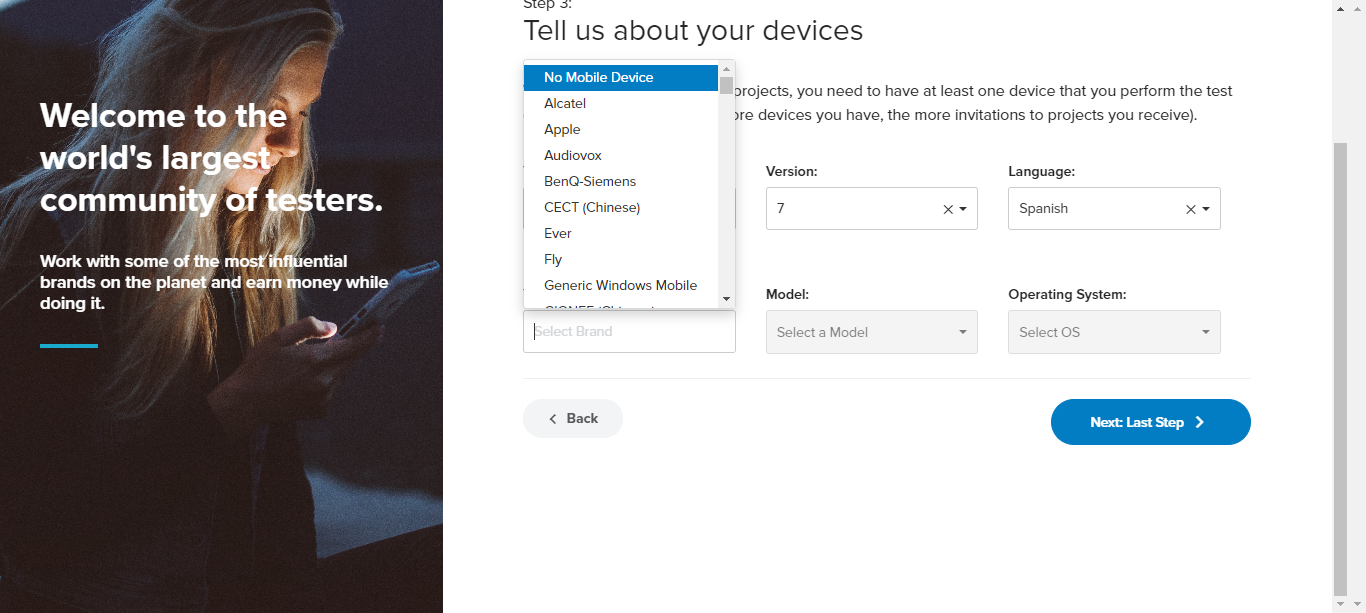 Welcome to the
world's largest
community of testers.
Work with some of the most influential
brands on the planet and earn money while
doing it.
Step 3:
Tell us about your devices
projects, you need to have at least one device that you perform the test
ore devices you have, the more invitations to projects you receive).
No Mobile Device
Alcatel
Apple
Audiovox
BenQ-Siemens
CECT (Chinese)
Ever
Fly
Generic Windows Mobile
Version:
7
Language:
Spanish
Select Brand
Model:
Select a Model
Operating System:
Select OS
Back
Next: Last Step